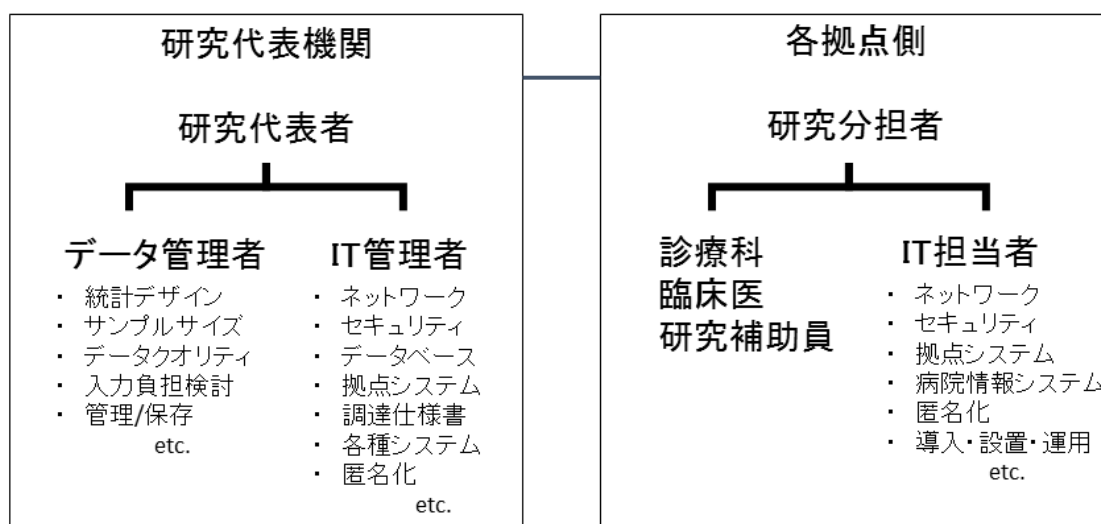 研究代表機関
研究代表者
データ管理者
・ 統計デザイン
・ サンプルサイズ
・ データクオリティ
・ 入力負担検討
・ 管理/保存
etc.
IT管理者
・ ネットワーク
・ セキュリティ
・ データベース
・ 拠点システム
・ 調達仕様書
・ 各種システム
・ 匿名化
etc.
各拠点側
研究分担者
診療科
臨床医
研究補助員
IT担当者
・ ネットワーク
・ セキュリティ
・ 拠点システム
・ 病院情報システム
・ 匿名化
・ 導入・設置・運用
etc.